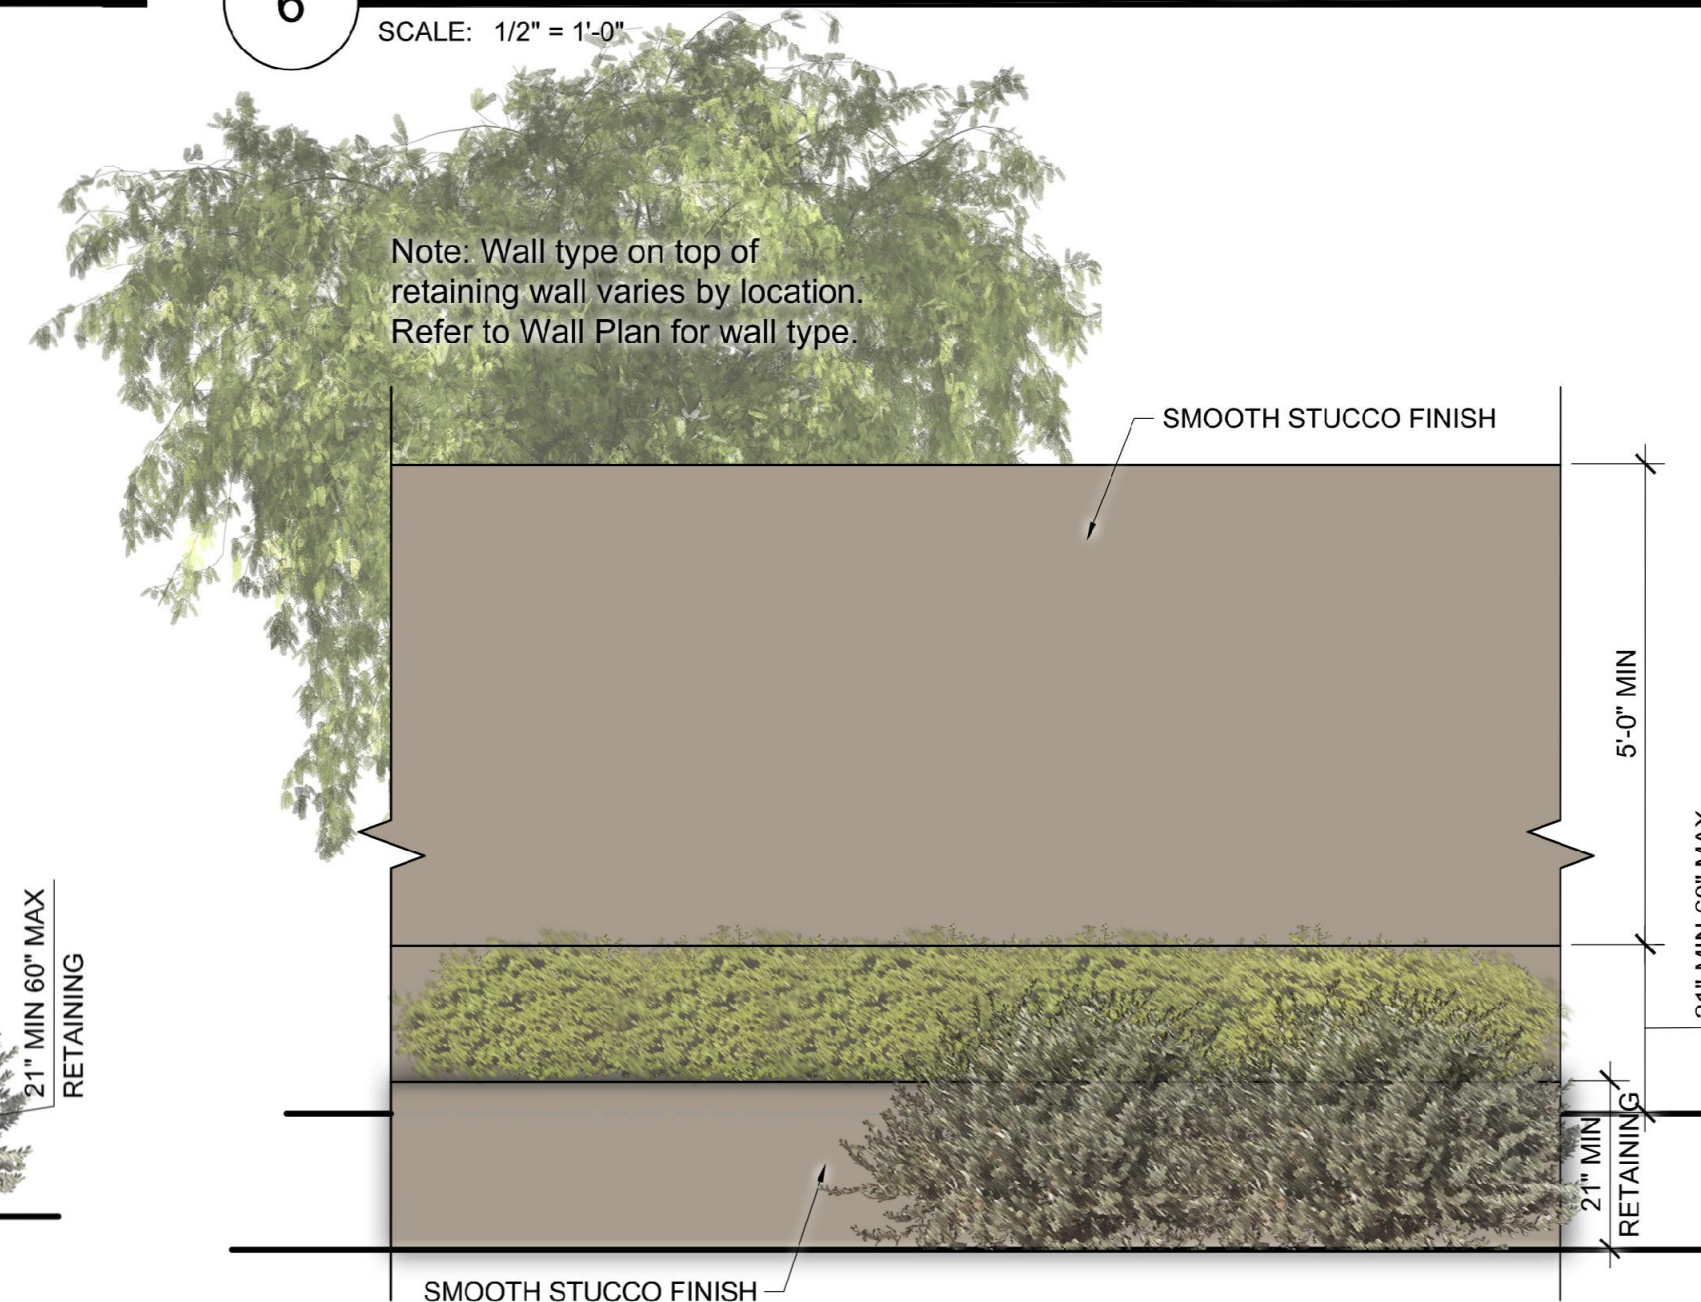 6
SCALE: 1/2" = 1'-0"
Note: Wall type on top of
retaining wall varies by location.
Refer to Wall Plan for wall type.
SMOOTH STUCCO FINISH
5'-0" MIN
21" MIN 60" MAX
RETAINING
21" MIN
RETAINING
SMOOTH STUCCO FINISH